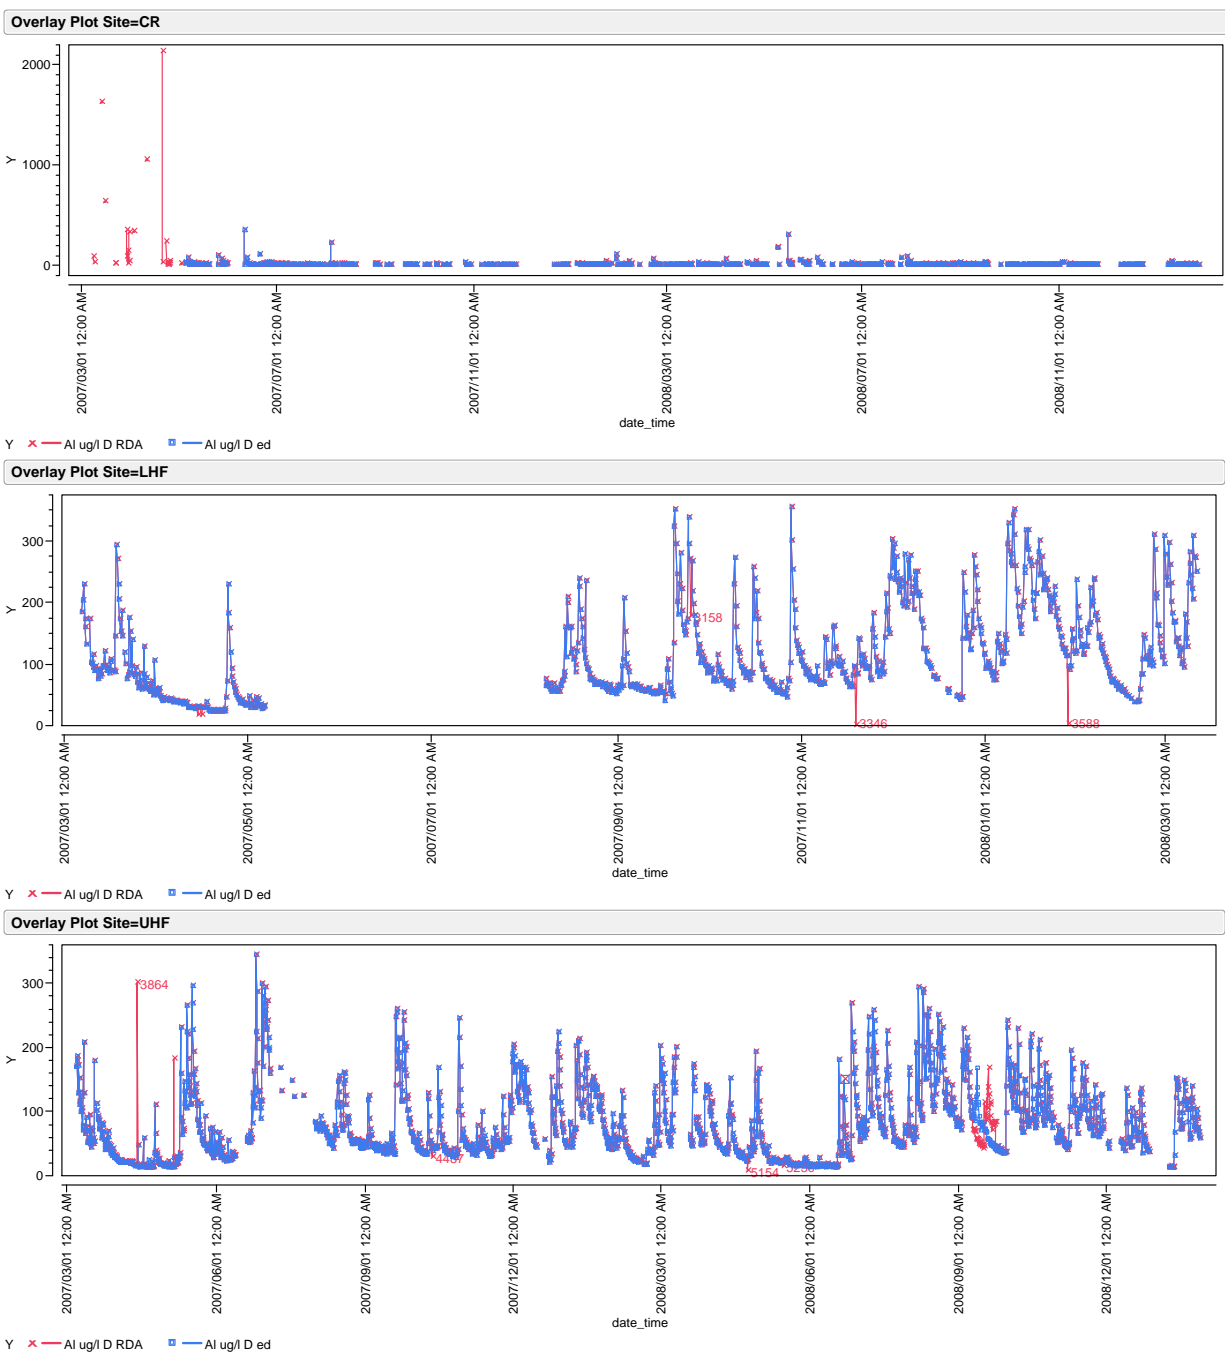 Overlay Plot Site=CR
2000
1000
0
Y
2007/03/01 12:00 AM
2007/07/01 12:00 AM
2007/11/01 12:00 AM
2008/03/01 12:00 AM
2008/07/01 12:00 AM
2008/11/01 12:00 AM
date_time
Y Al ug/l D RDA Al ug/l D ed
Overlay Plot Site=LHF
300
200
100
0
Y
3158
3346
3588
2007/03/01 12:00 AM
2007/05/01 12:00 AM
2007/07/01 12:00 AM
2007/09/01 12:00 AM
2007/11/01 12:00 AM
2008/01/01 12:00 AM
2008/03/01 12:00 AM
date_time
Y Al ug/l D RDA Al ug/l D ed
Overlay Plot Site=UHF
300
200
100
0
Y
3864
5154
2007/03/01 12:00 AM
2007/06/01 12:00 AM
2007/09/01 12:00 AM
2007/12/01 12:00 AM
2008/03/01 12:00 AM
2008/06/01 12:00 AM
2008/09/01 12:00 AM
2008/12/01 12:00 AM
date_time
Y Al ug/l D RDA Al ug/l D ed